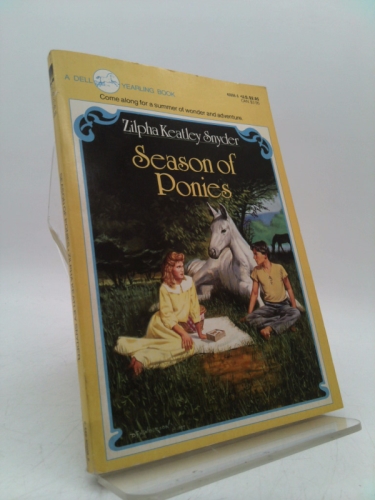 A DELL YEARLING BOOK
Come along for a summer of wonder and adventure.
Zilpha Keatley Snyder
Season of
Ponies